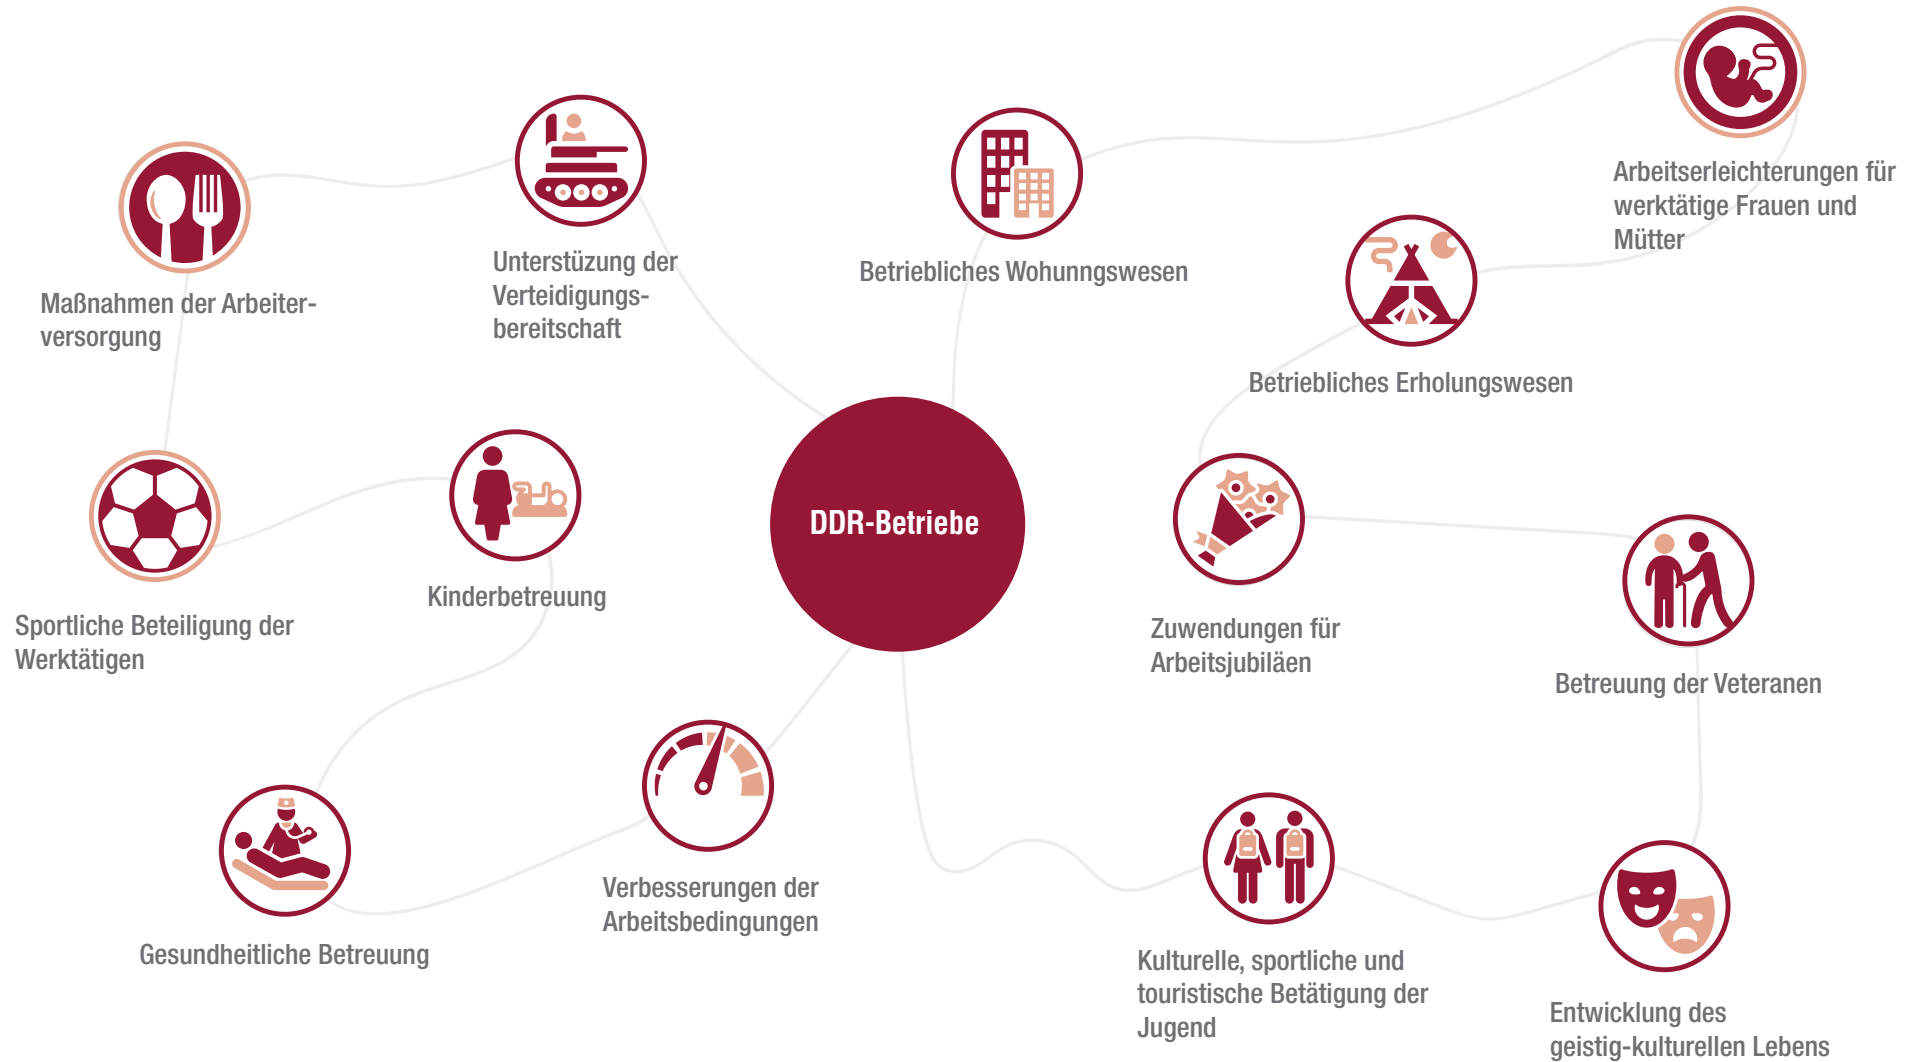 Arbeitserleichterungen für
werktätige Frauen und
Mütter
Unterstüzung der
Verteidigungs-
bereitschaft
Betriebliches Wohunngswesen
Maßnahmen der Arbeiter-
versorgung
Betriebliches Erholungswesen
DDR-Betriebe
Kinderbetreuung
Sportliche Beteiligung der
Werktätigen
Zuwendungen für
Arbeitsjubiläen
Betreuung der Veteranen
Verbesserungen der
Arbeitsbedingungen
Gesundheitliche Betreuung
Kulturelle, sportliche und
touristische Betätigung der
Jugend
Entwicklung des
geistig-kulturellen Lebens